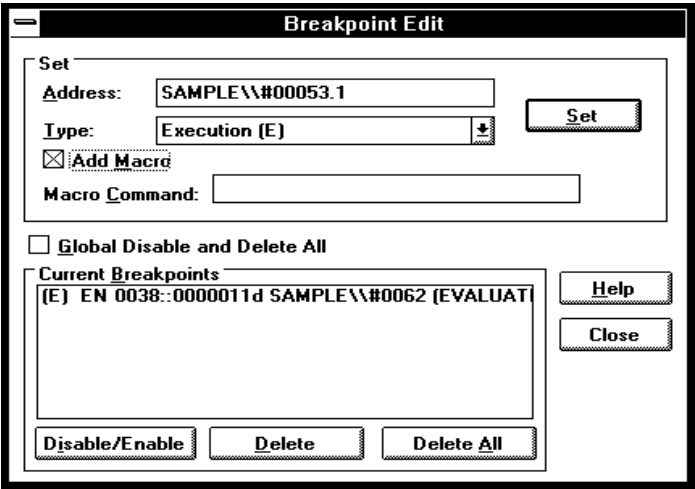 Breakpoint Edit
Set
Address: SAMPLE\\#00053.1
Set
Type: Execution (E)
Add Macro
Macro Command:
Global Disable and Delete All
Current Breakpoints
(E) EN 0038::0000011d SAMPLE\\#0062 (EVALUATI
Help
Close
Disable/Enable Delete Delete All